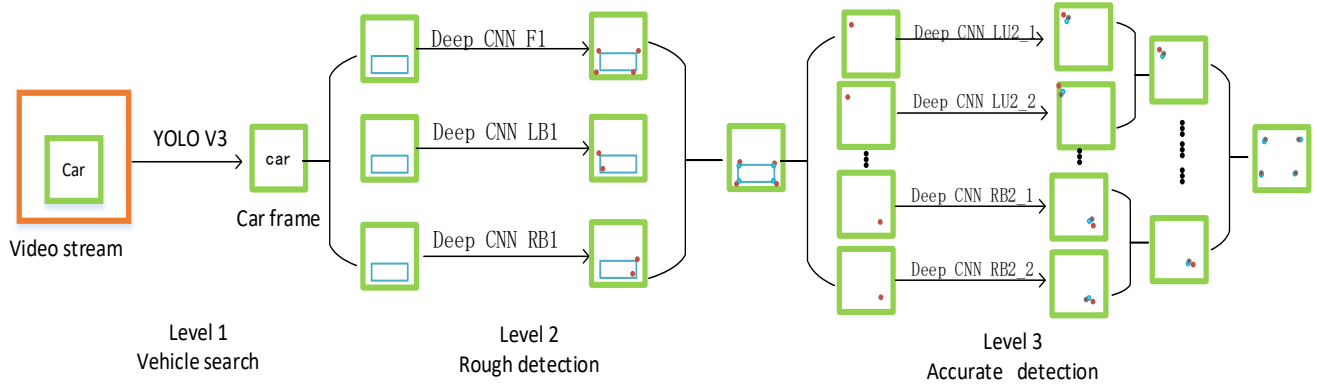 Car
Video stream
YOLO V3
car
Car frame
Deep CNN F1
Deep CNN LB1
Deep CNN RB1
Deep CNN LU2_1
Deep CNN LU2_2
Deep CNN RB2_1
Deep CNN RB2_2
Level 1
Vehicle search
Level 2
Rough detection
Level 3
Accurate detection